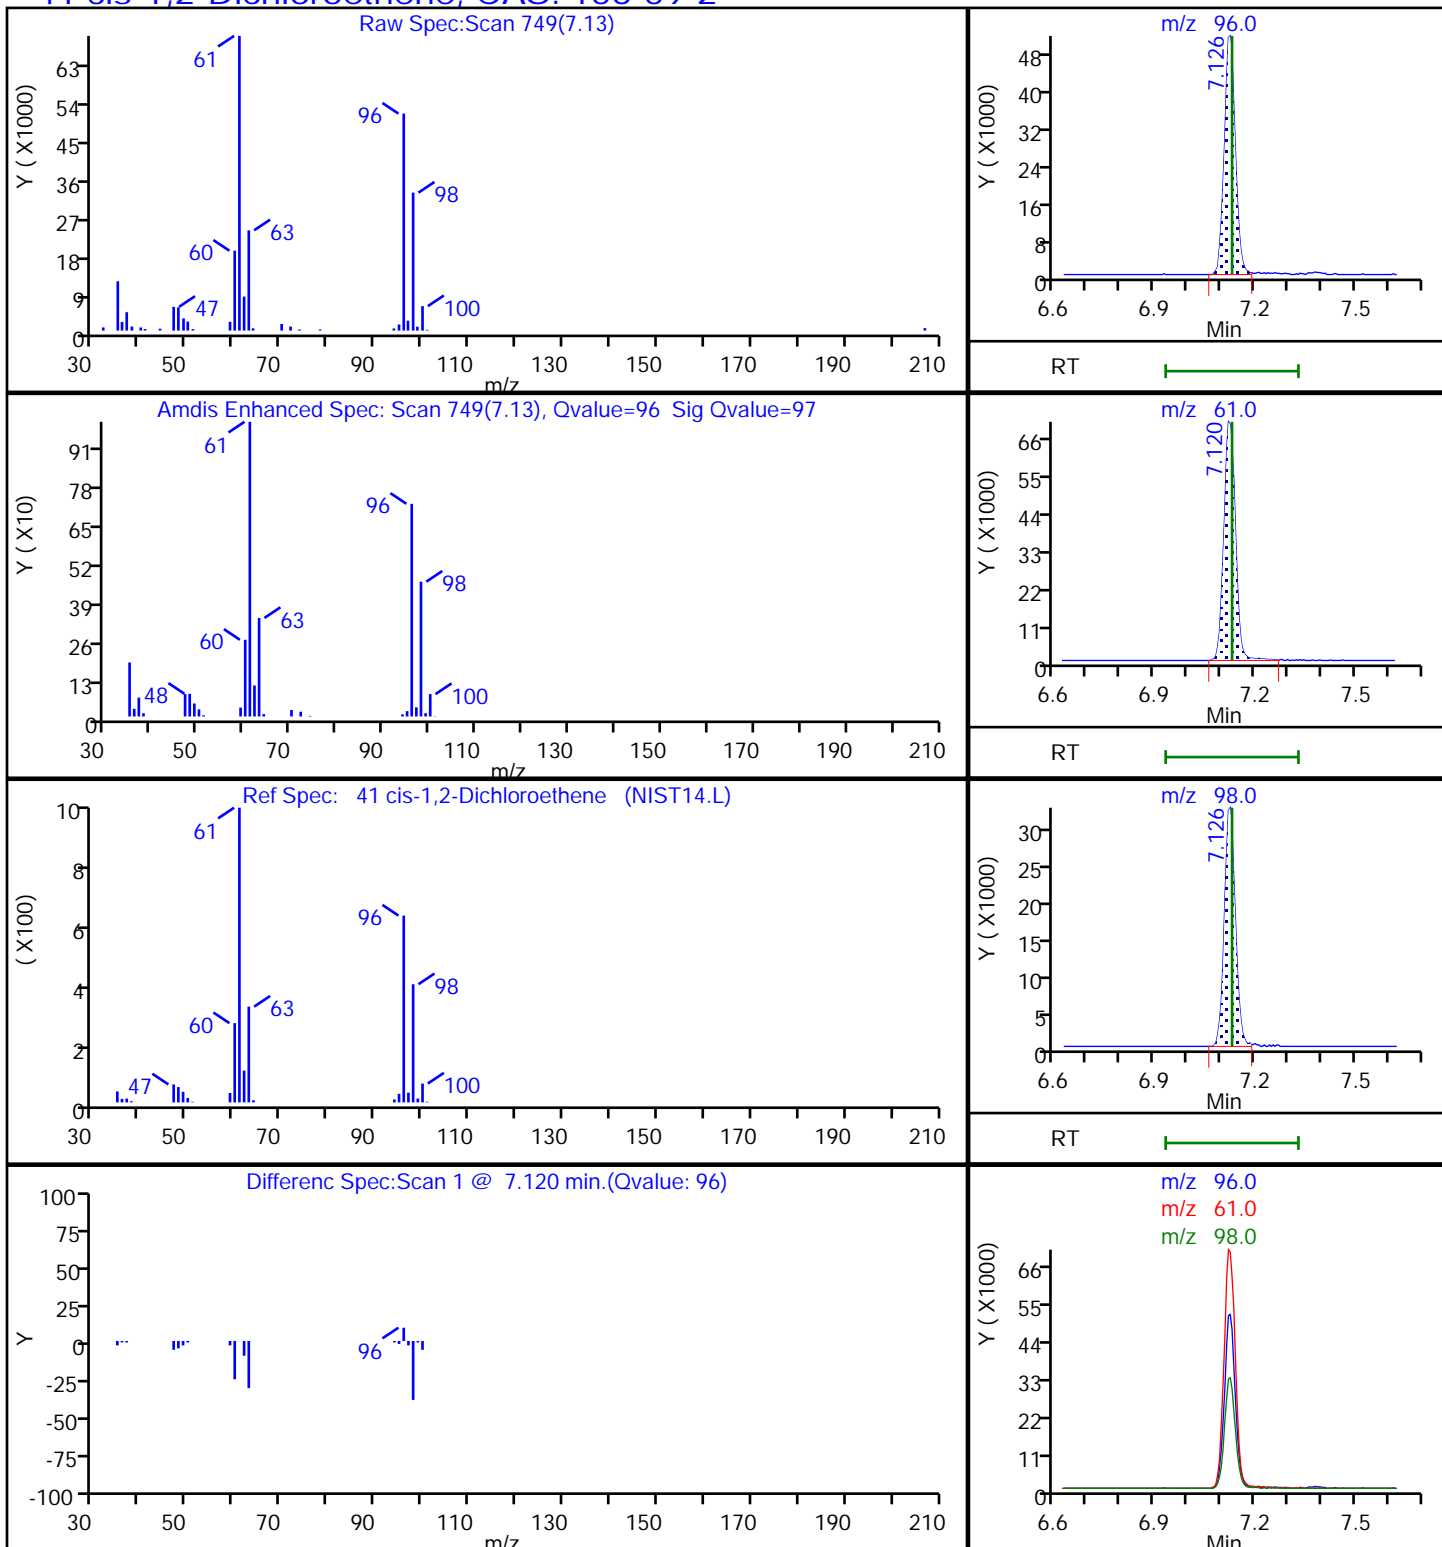 Raw Spec:Scan 749(7.13)
Y ( X1000)
63
54
45
36
27
18
9
0
61
96
98
60
63
47
100
30 50 70 90 110 130 150 170 190 210
m/z
m/z 96.0
Y ( X1000)
48
40
32
24
16
8
0
7.126
6.6 6.9 7.2 7.5
Min
RT
Amdis Enhanced Spec: Scan 749(7.13), Qvalue=96 Sig Qvalue=97
Y ( X10)
91
78
65
52
39
26
13
0
61
96
98
60
63
48
100
30 50 70 90 110 130 150 170 190 210
m/z
m/z 61.0
Y ( X1000)
66
55
44
33
22
11
0
7.120
6.6 6.9 7.2 7.5
Min
RT
Ref Spec: 41 cis-1,2-Dichloroethene (NIST14.L)
( X100)
10
8
6
4
2
0
61
96
98
60
63
47
100
30 50 70 90 110 130 150 170 190 210
m/z 98.0
Y ( X1000)
30
25
20
15
10
5
0
7.126
6.6 6.9 7.2 7.5
Min
RT
Differenc Spec:Scan 1 @ 7.120 min.(Qvalue: 96)
Y
100
75
50
25
0
-25
-50
-75
-100
96
30 50 70 90 110 130 150 170 190 210
m/z
m/z 96.0
m/z 61.0
m/z 98.0
Y ( X1000)
66
55
44
33
22
11
0
6.6 6.9 7.2 7.5
Min